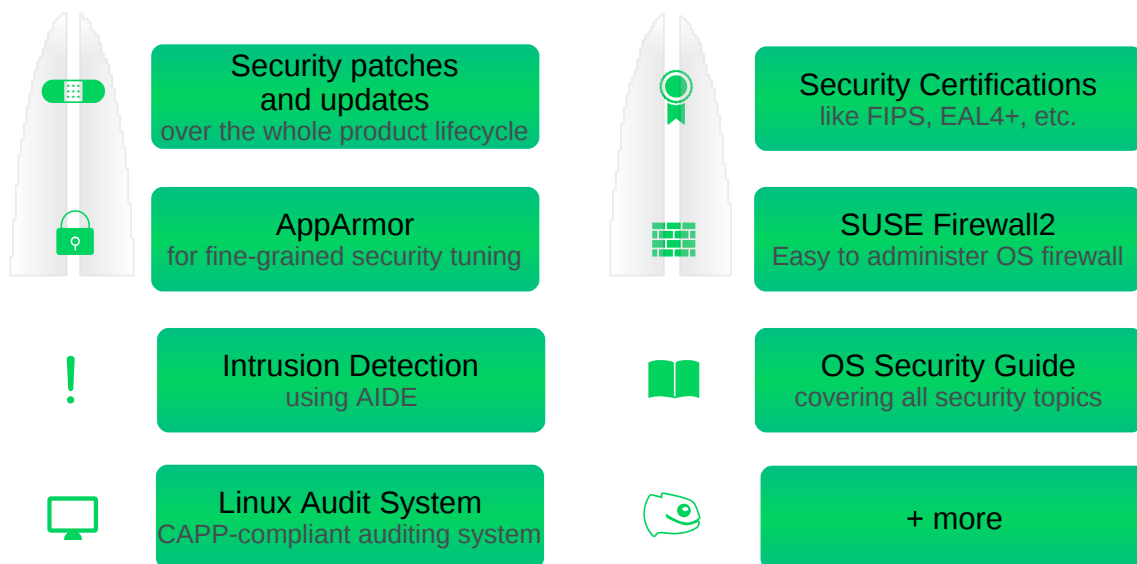 Security patches
and updates
over the whole product lifecycle
Security Certifications
like FIPS, EAL4+, etc.
AppArmor
for fine-grained security tuning
SUSE Firewall2
Easy to administer OS firewall
Intrusion Detection
using AIDE
OS Security Guide
covering all security topics
Linux Audit System
CAPP-compliant auditing system
+ more